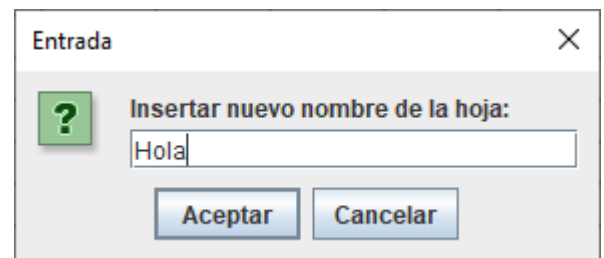 Entrada
?
Insertar nuevo nombre de la hoja:
Hola
Aceptar Cancelar